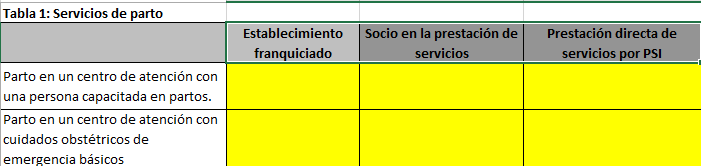 Tabla 1: Servicios de parto
Establecimiento franquiciado
Socio en la prestación de servicios
Prestación directa de servicios por PSI
Parto en un centro de atención con
una persona capacitada en partos.
Parto en un centro de atención con
cuidados obstétricos de
emergencia básicos